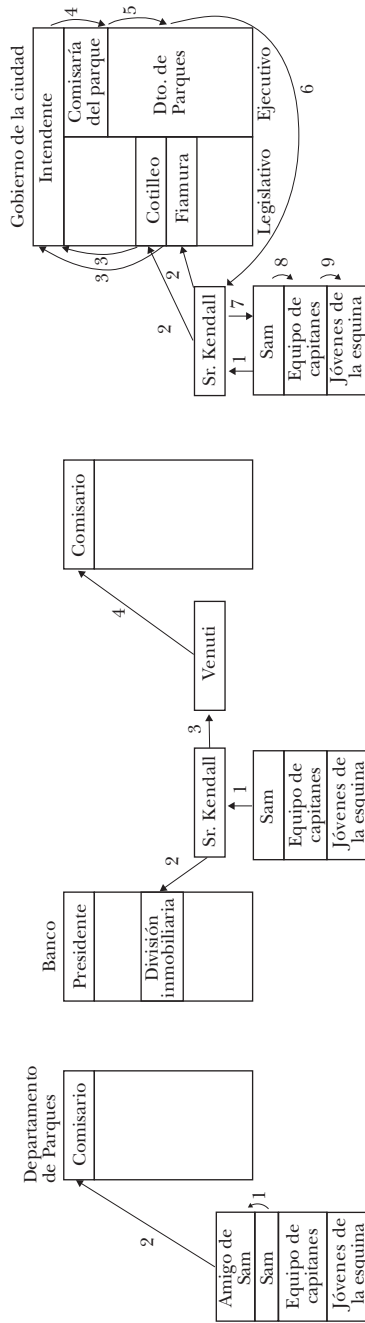 Departamento
de Parques
Comisario
2
Amigo de
Sam
1
Sam
Equipo de
capitanes
Jóvenes de
la esquina
Banco
Presidente
División
inmobiliaria
2
Sr. Kendall
3
Venuti
4
Comisario
1
Sam
Equipo de
capitanes
Jóvenes de
la esquina
Gobierno de la ciudad
Intendente
4
Comisaría
del parque
5
Dto. de
Parques
Cotilleo
Fiamura
Legislativo
Ejecutivo
3
3
2
2
6
Sr. Kendall
1
7
Sam
8
Equipo de
capitanes
9
Jóvenes de
la esquina